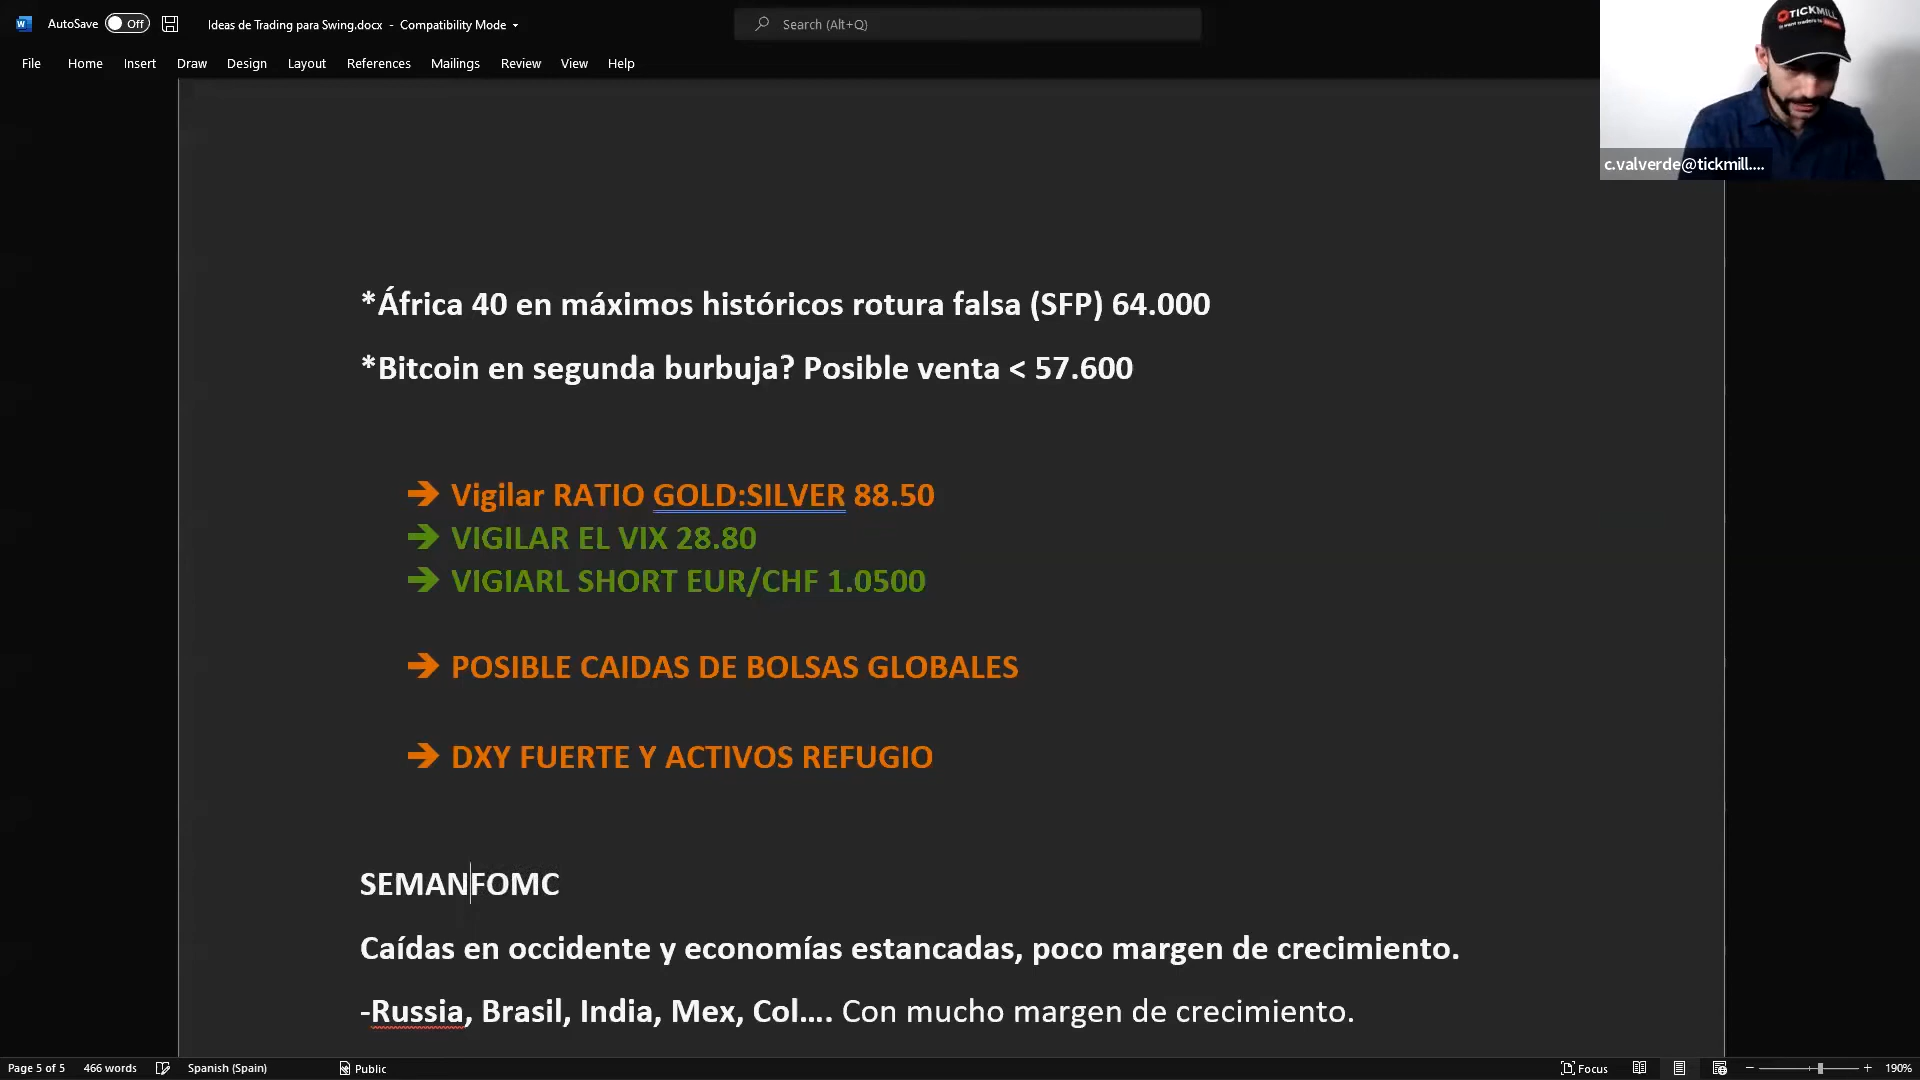 AutoSave Off Ideas de Trading para Swing.docx - Compatibility Mode Search (Alt+Q)
File Home Insert Draw Design Layout References Mailings Review View Help
TICKMILL
c.valverde@tickmill....
*África 40 en máximos históricos rotura falsa (SFP) 64.000
*Bitcoin en segunda burbuja? Posible venta < 57.600
➔ Vigilar RATIO GOLD:SILVER 88.50
➔ VIGILAR EL VIX 28.80
➔ VIGIARL SHORT EUR/CHF 1.0500
➔ POSIBLE CAIDAS DE BOLSAS GLOBALES
➔ DXY FUERTE Y ACTIVOS REFUGIO
SEMANFOMC
Caídas en occidente y economías estancadas, poco margen de crecimiento.
-Russia, Brasil, India, Mex, Col…. Con mucho margen de crecimiento.
Page 5 of 5 466 words Spanish (Spain) Public Focus 190%